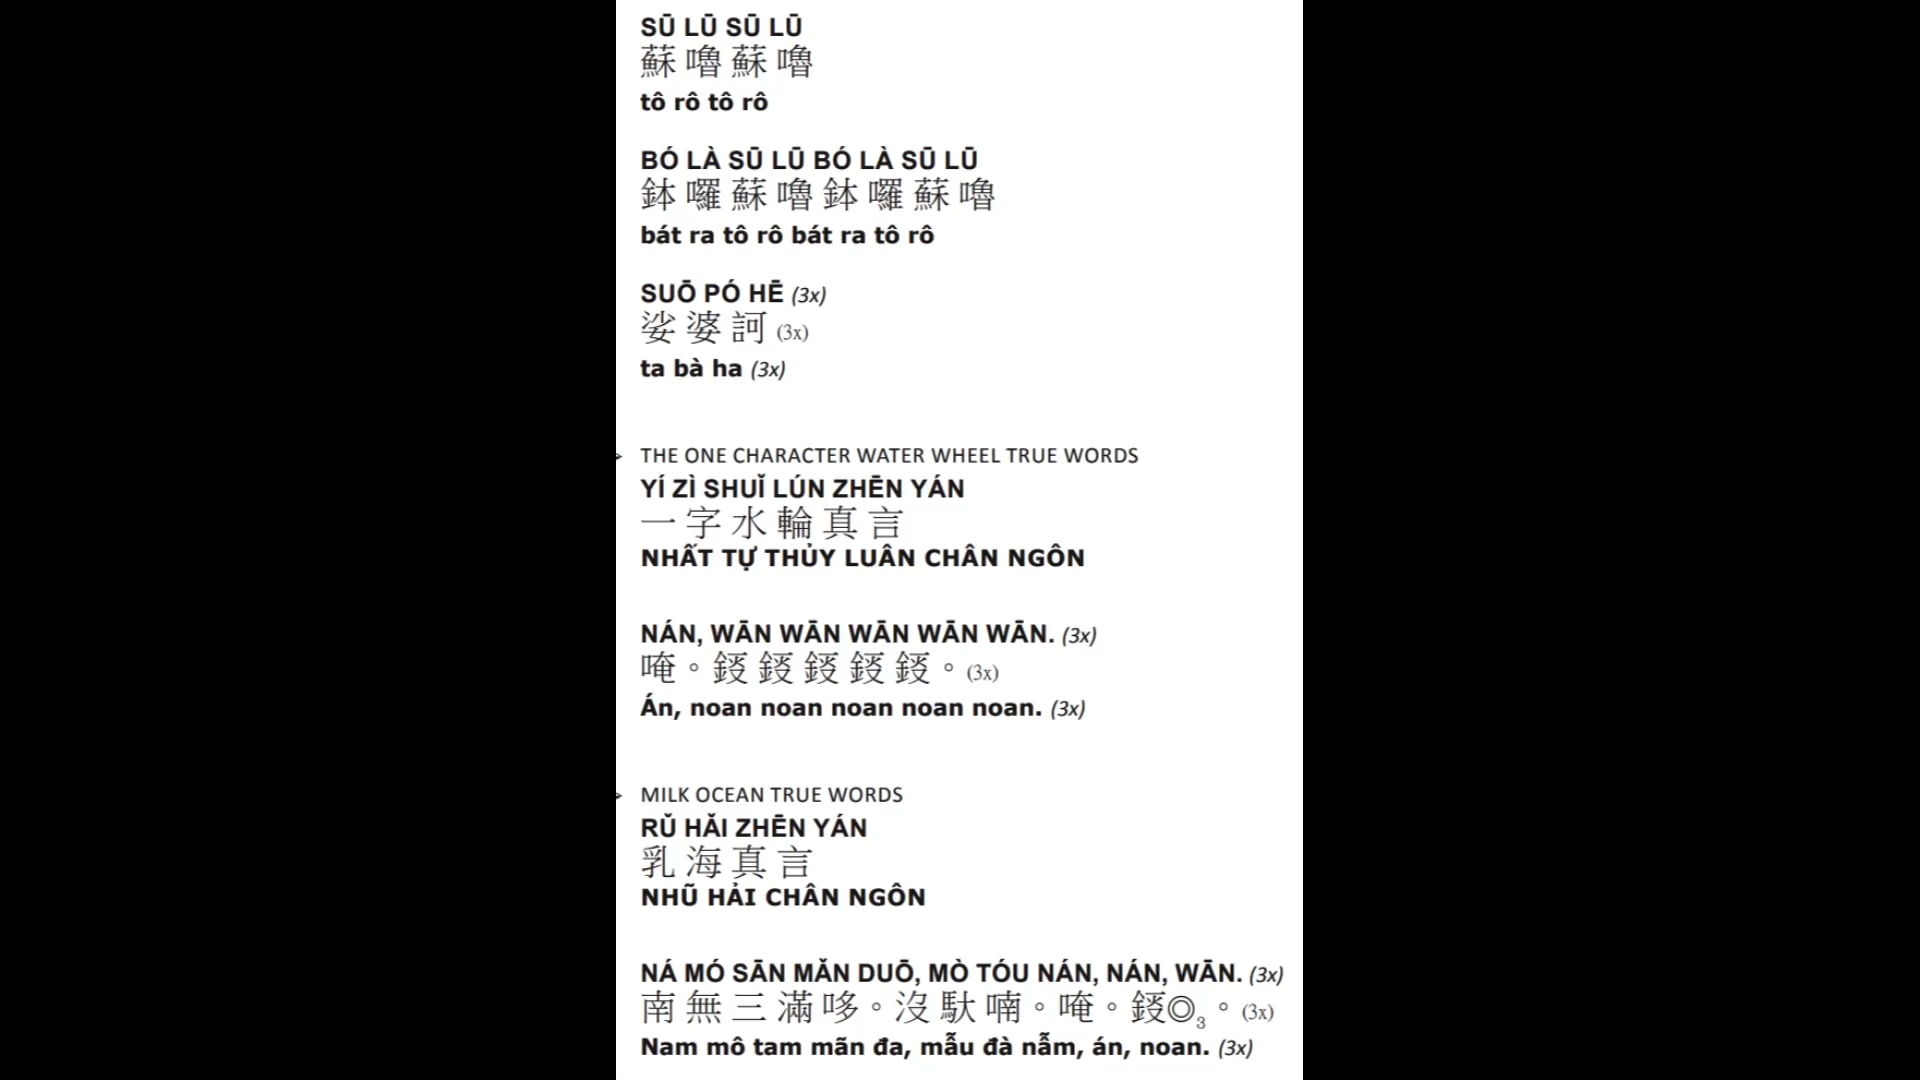 SŪ LŪ SŪ LŪ
蘇 嚕 蘇 嚕
tô rô tô rô
BÓ LÀ SŪ LŪ BÓ LÀ SŪ LŪ
鉢 囉 蘇 嚕 鉢 囉 蘇 嚕
bát ra tô rô bát ra tô rô
SUŌ PÓ HĒ (3x)
娑 婆 訶 (3x)
ta bà ha (3x)
THE ONE CHARACTER WATER WHEEL TRUE WORDS
YÍ ZÌ SHUǏ LÚN ZHĒN YÁN
一 字 水 輪 真 言
NHẤT TỰ THỦY LUÂN CHÂN NGÔN
NÁN, WĀN WĀN WĀN WĀN WĀN. (3x)
唵。鋄 鋄 鋄 鋄 鋄 。(3x)
Án, noan noan noan noan noan. (3x)
MILK OCEAN TRUE WORDS
RǓ HǍI ZHĒN YÁN
乳 海 真 言
NHŨ HẢI CHÂN NGÔN
NÁ MÓ SĀN MǍN DUŌ, MÒ TÓU NÁN, NÁN, WĀN. (3x)
南 無 三 滿 哆。沒 馱 喃。唵。鋄◎3。(3x)
Nam mô tam mãn đa, mẫu đà nẫm, án, noan. (3x)